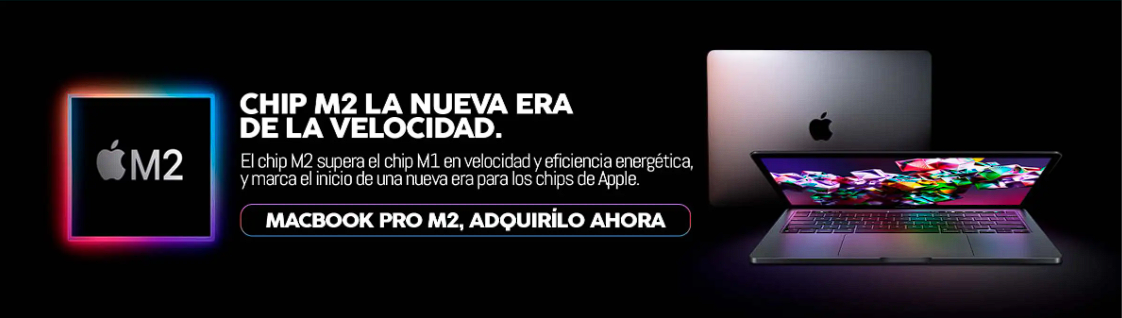 M2
CHIP M2 LA NUEVA ERA
DE LA VELOCIDAD.
El chip M2 supera el chip M1 en velocidad y eficiencia energética,
y marca el inicio de una nueva era para los chips de Apple.
MACBOOK PRO M2, ADQUIRÍLO AHORA